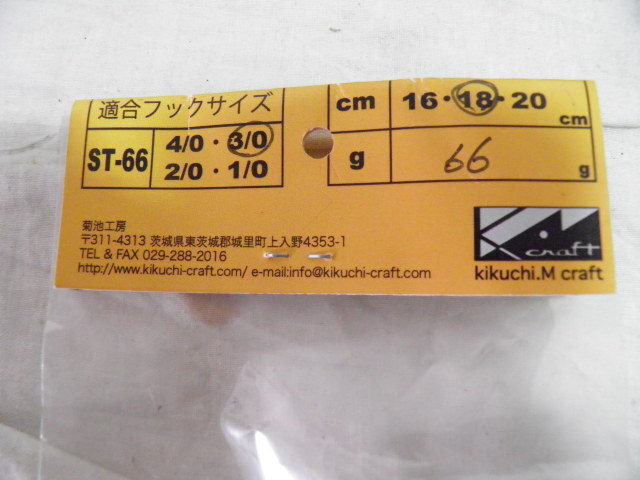 適合フックサイズ
ST-66
4/0・3/0
2/0・1/0
cm
16・18・20
cm
g
66
g
菊池工房
〒311-4313 茨城県東茨城郡城里町上入野4353-1
TEL & FAX 029-288-2016
http://www.kikuchi-craft.com/ e-mail:info@kikuchi-craft.com
craft
kikuchi.M craft